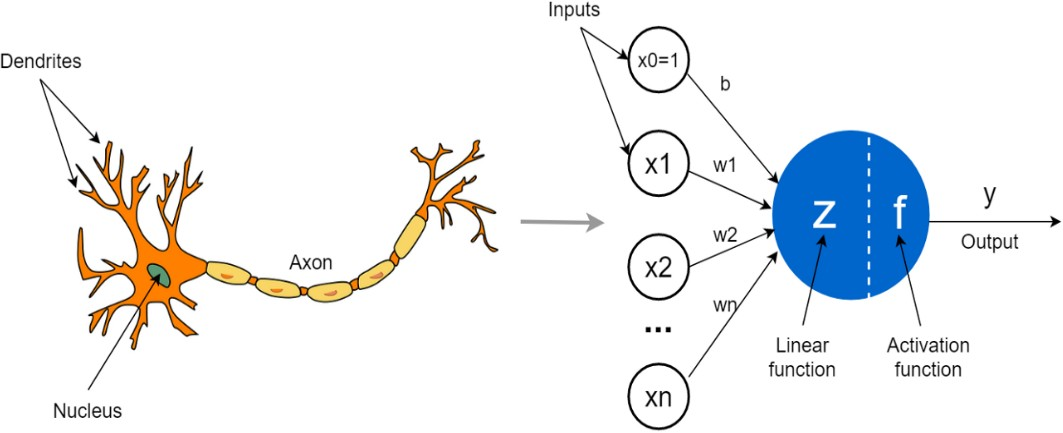 Dendrites
Axon
Nucleus
Inputs
x0=1
b
x1
w1
x2
w2
...
wn
xn
z
f
y
Output
Linear
function
Activation
function